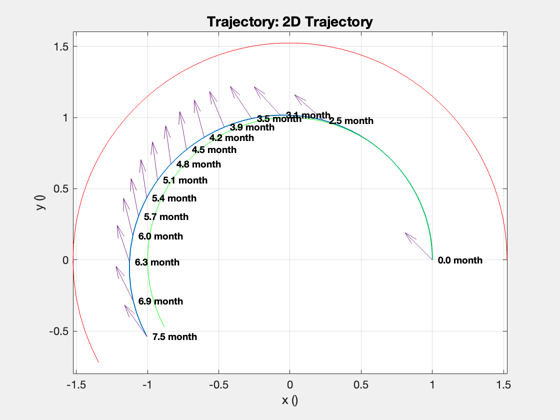 Trajectory: 2D Trajectory
1.5
1
0.5
0
-0.5
y ()
3.1 month
3.5 month
2.5 month
3.9 month
4.2 month
4.5 month
4.8 month
5.1 month
5.4 month
5.7 month
6.0 month
6.3 month
0.0 month
6.9 month
7.5 month
-1.5
-1
-0.5
0
0.5
1
1.5
x ()